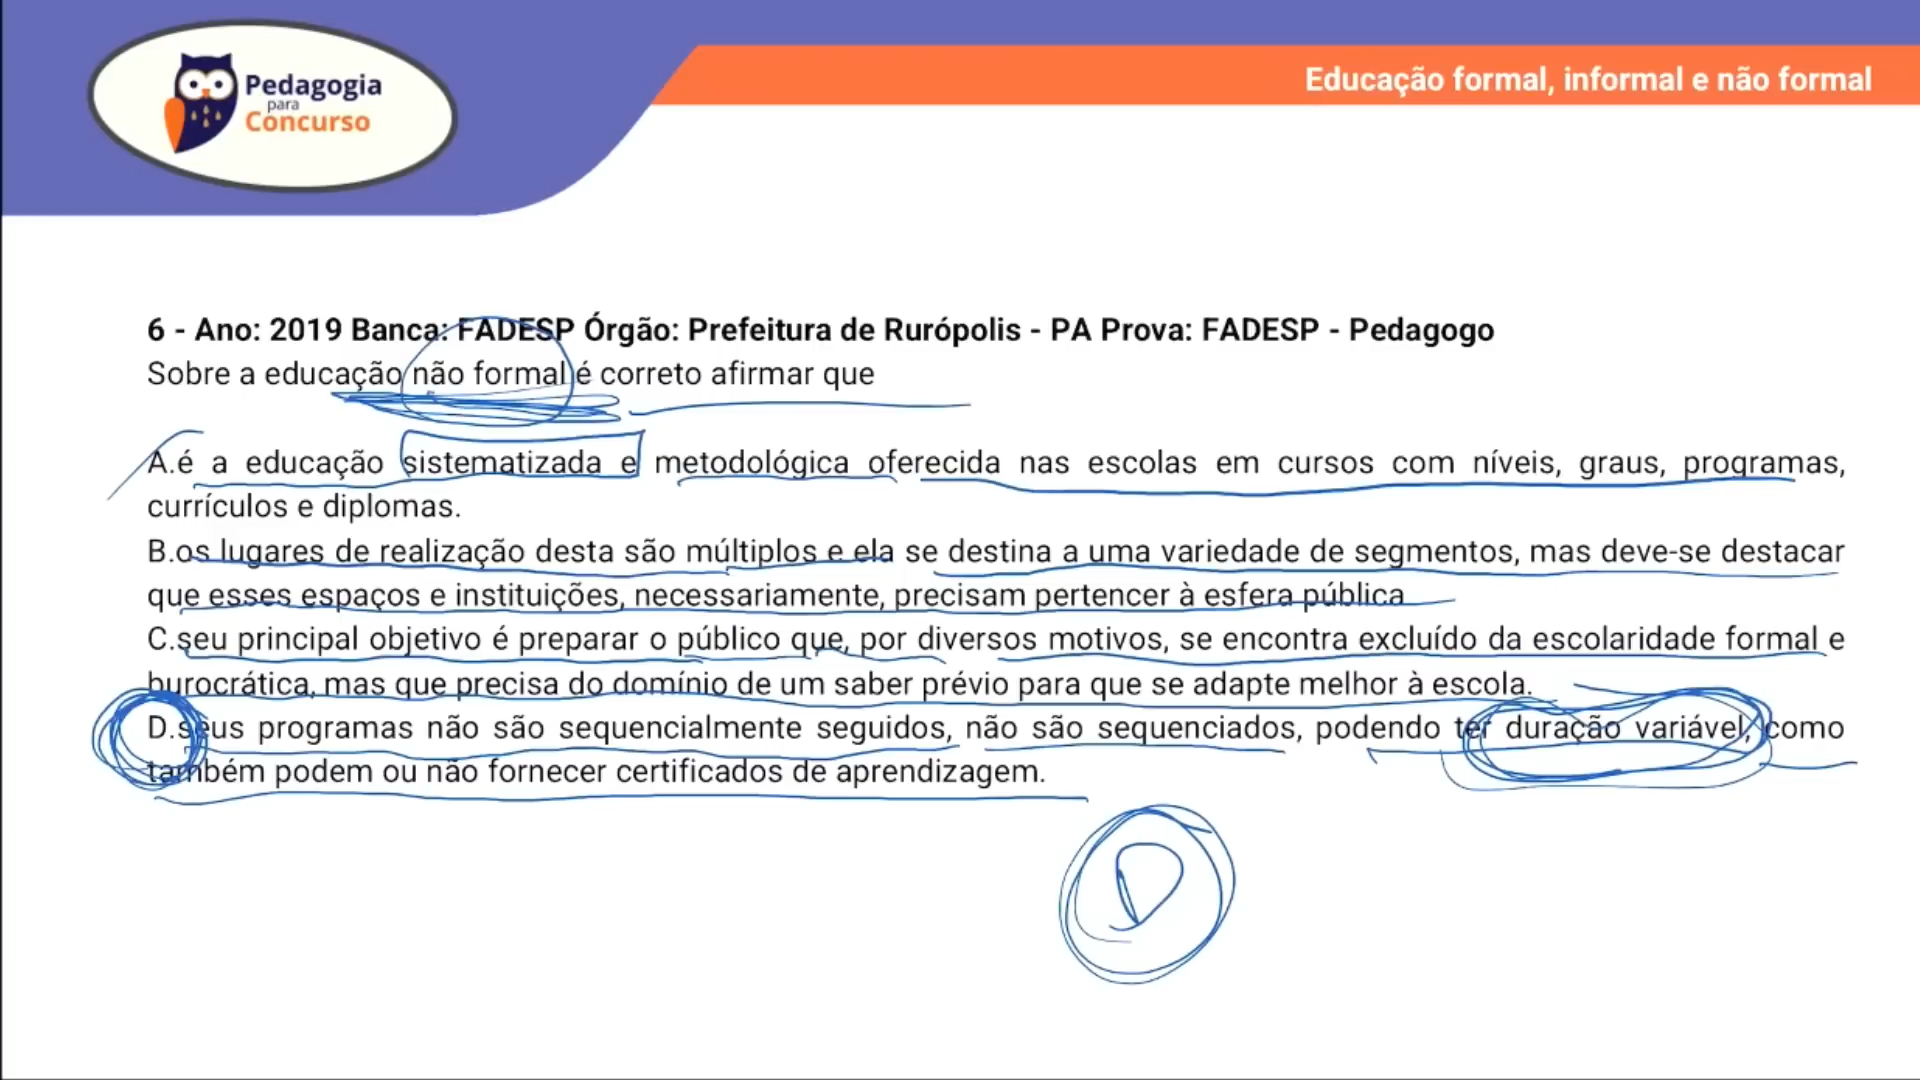 Pedagogia
para
Concurso
Educação formal, informal e não formal
6 - Ano: 2019 Banca: FADESP Órgão: Prefeitura de Rurópolis - PA Prova: FADESP - Pedagogo
Sobre a educação não formal é correto afirmar que
A.é a educação sistematizada e metodológica oferecida nas escolas em cursos com níveis, graus, programas,
currículos e diplomas.
B.os lugares de realização desta são múltiplos e ela se destina a uma variedade de segmentos, mas deve-se destacar
que esses espaços e instituições, necessariamente, precisam pertencer à esfera pública
C.seu principal objetivo é preparar o público que, por diversos motivos, se encontra excluído da escolaridade formal e
burocrática, mas que precisa do domínio de um saber prévio para que se adapte melhor à escola.
D.seus programas não são sequencialmente seguidos, não são sequenciados, podendo ter duração variável, como
também podem ou não fornecer certificados de aprendizagem.
D